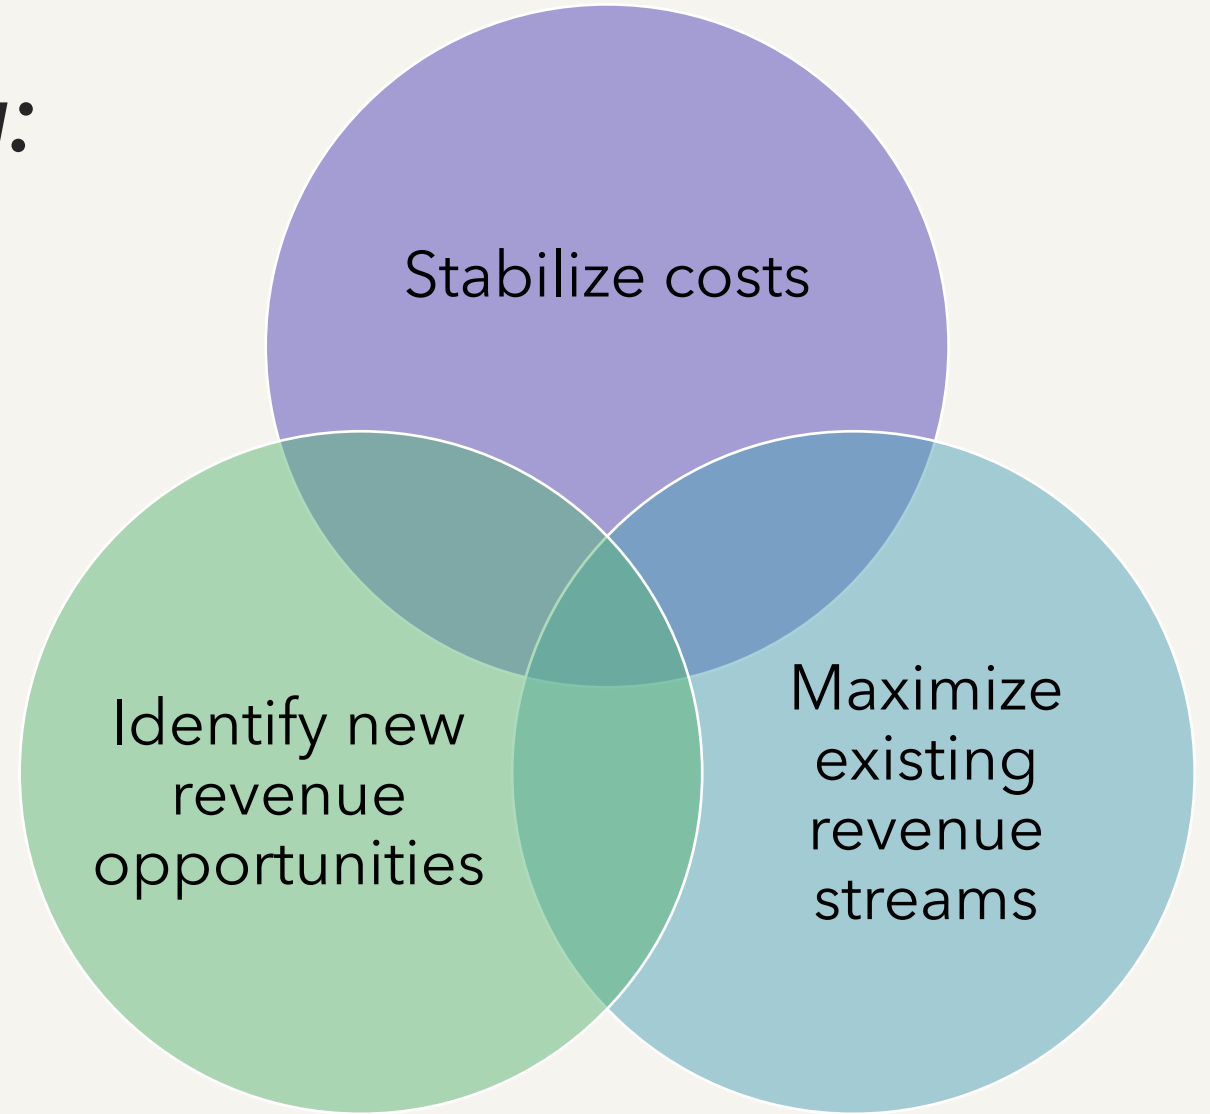 Stabilize costs
Identify new
revenue
opportunities
Maximize
existing
revenue
streams